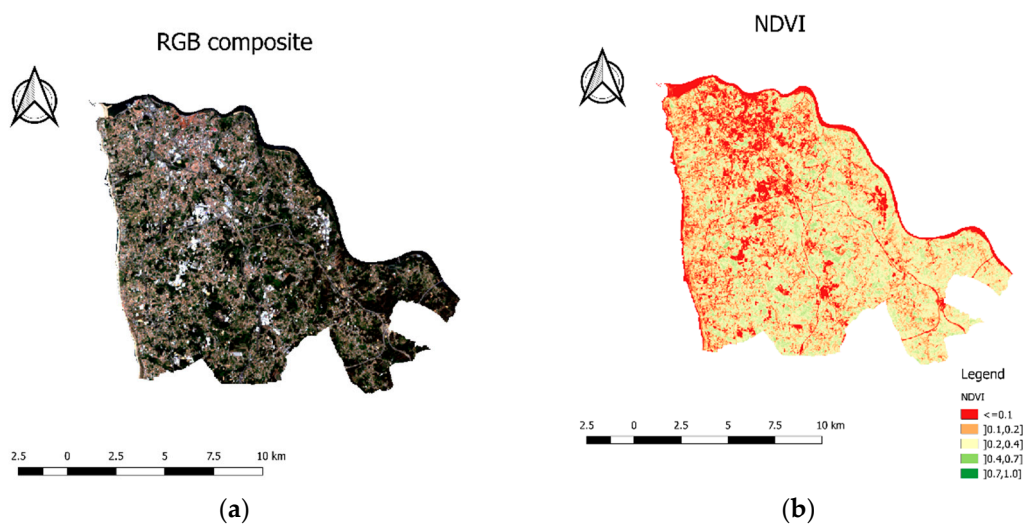 RGB composite
2.5 0 2.5 5 7.5 10 km
(a)
NDVI
Legend
NDVI
<=0.1
]0.1,0.2]
]0.2,0.4]
]0.4,0.7]
]0.7,1.0]
2.5 0 2.5 5 7.5 10 km
(b)